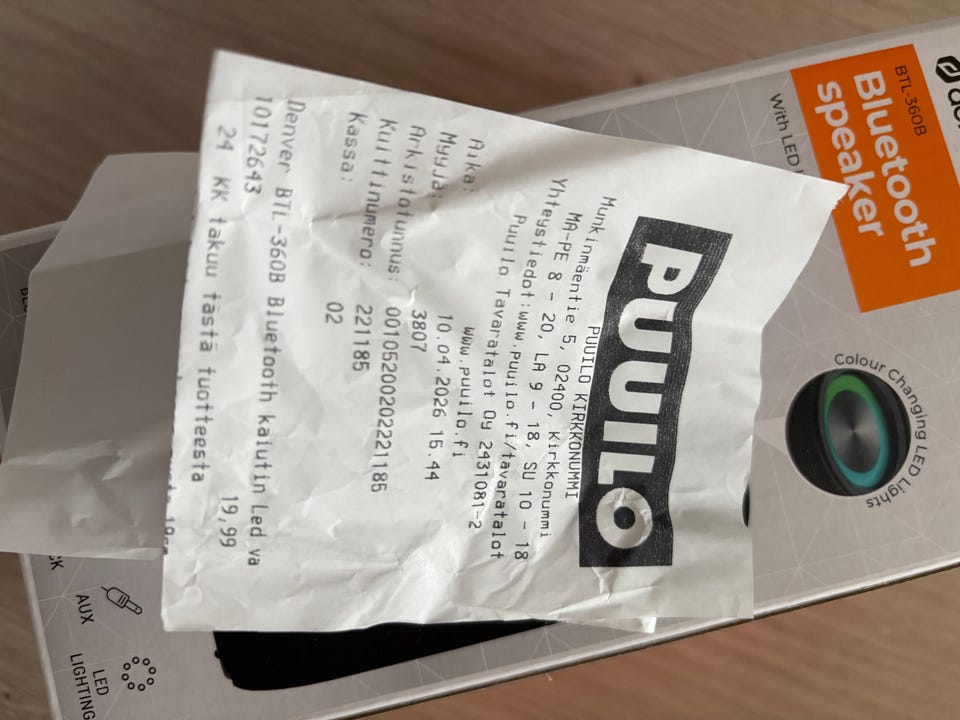 PUUILO
PUUILO KIRKKONUMMI
Munkinmäentie 5, 02400, Kirkkonummi
MA-PE 8 - 20, LA 9 - 18, SU 10 - 18
Yhteystiedot:www.puuilo.fi/tavaratalot
Puuilo Tavaratalot Oy 2431081-2
www.puuilo.fi
Aika: 10.04.2026 15.44
Myyjä: 3807
Arkistotunnus: 00105200202221185
Kuittinumero: 221185
Kassa: 02
Denver BTL-360B Bluetooth kaiutin Led va
10172643 19,99
24 KK takuu tästä tuotteesta
BTL-360B
Bluetooth
speaker
With LED
Colour Changing LED Lights
AUX
LED
LIGHTING